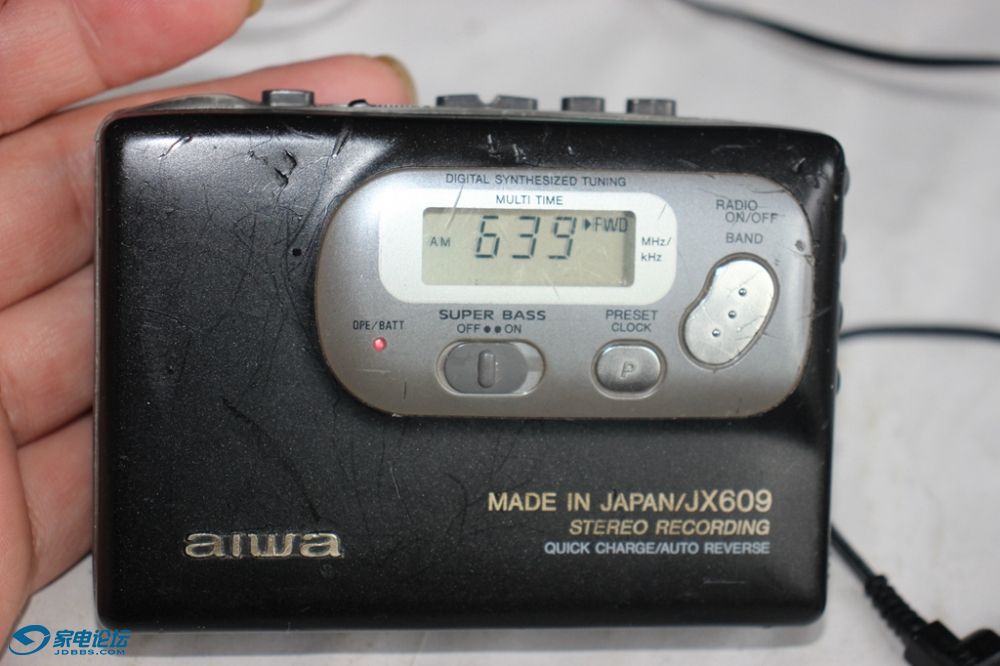 DIGITAL SYNTHESIZED TUNING
MULTI TIME
AM 639 ▶FWD MHz/
kHz
RADIO
ON/OFF
BAND
OPE/BATT
SUPER BASS
OFF ●● ON
PRESET
CLOCK
P
MADE IN JAPAN/JX609
STEREO RECORDING
QUICK CHARGE/AUTO REVERSE
aiwa
家电论坛
JDBBS.COM